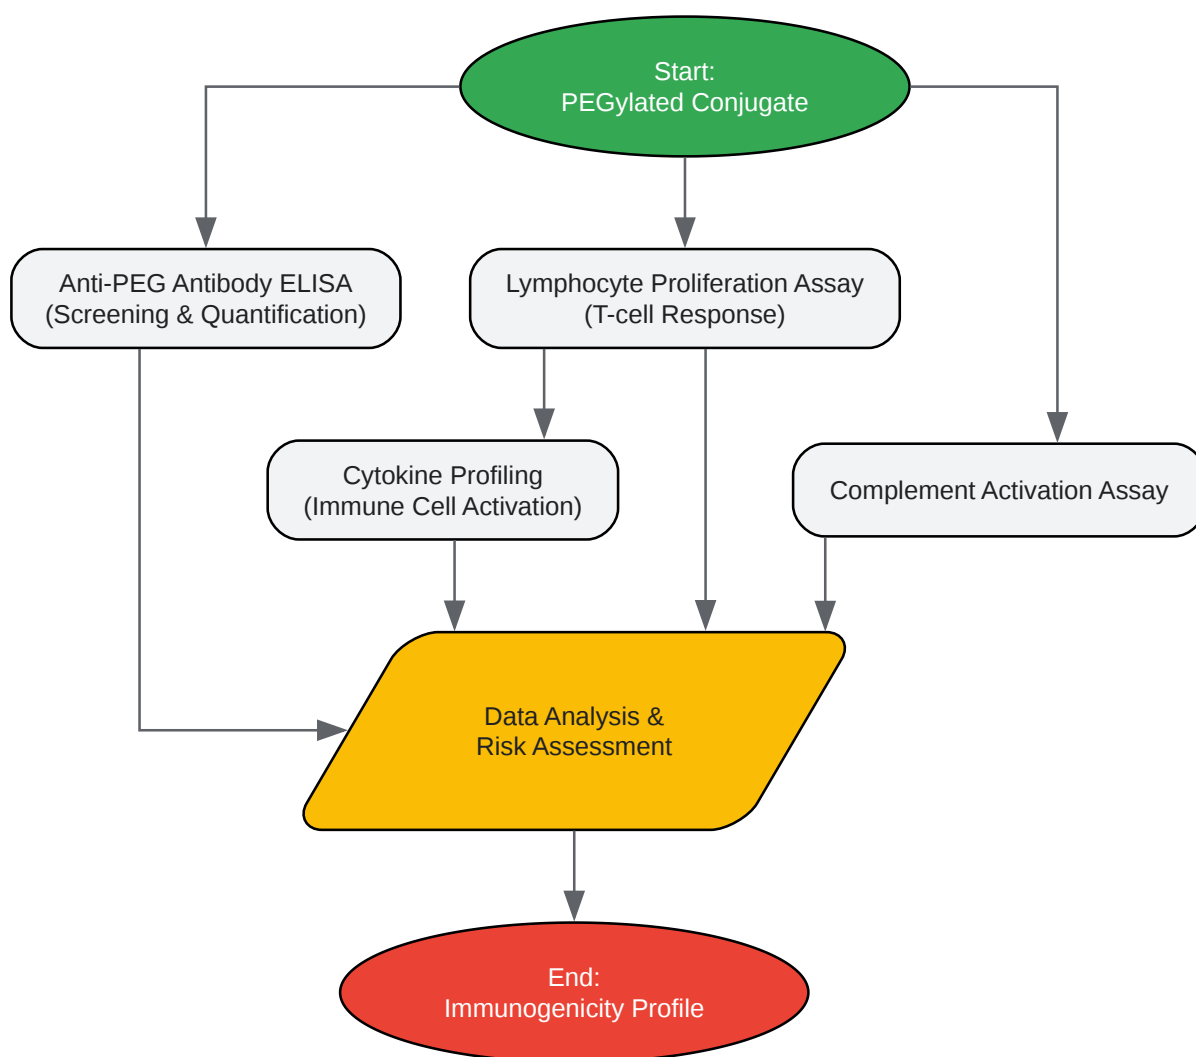 Start:
PEGylated Conjugate
Anti-PEG Antibody ELISA
(Screening & Quantification)
Lymphocyte Proliferation Assay
(T-cell Response)
Cytokine Profiling
(Immune Cell Activation)
Complement Activation Assay
Data Analysis &
Risk Assessment
End:
Immunogenicity Profile